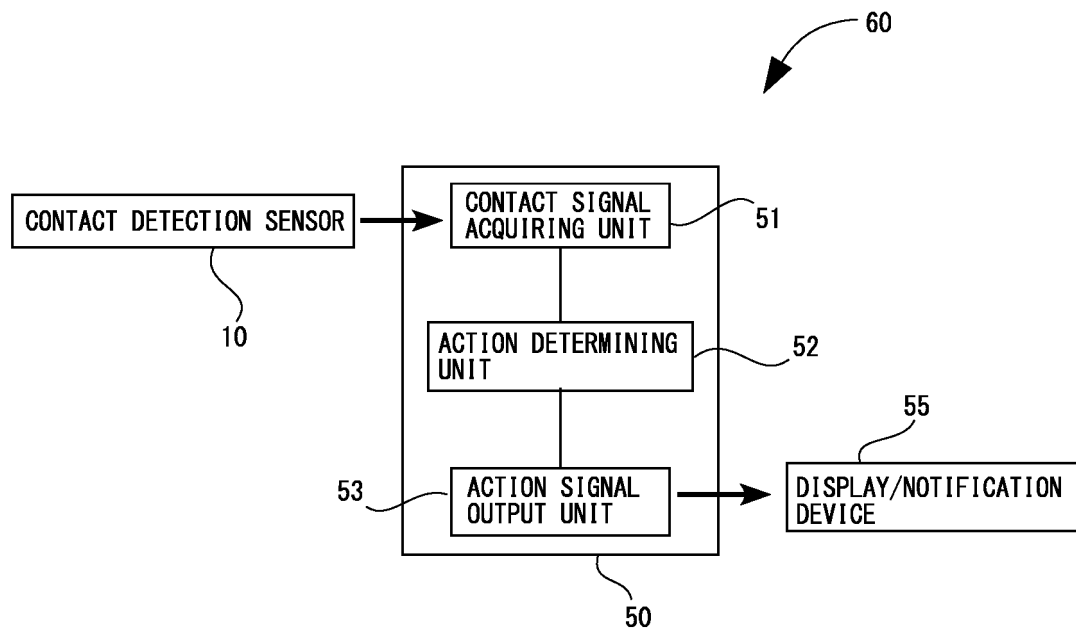 60
CONTACT DETECTION SENSOR
10
CONTACT SIGNAL
ACQUIRING UNIT
51
ACTION DETERMINING
UNIT
52
53
ACTION SIGNAL
OUTPUT UNIT
50
55
DISPLAY/NOTIFICATION
DEVICE